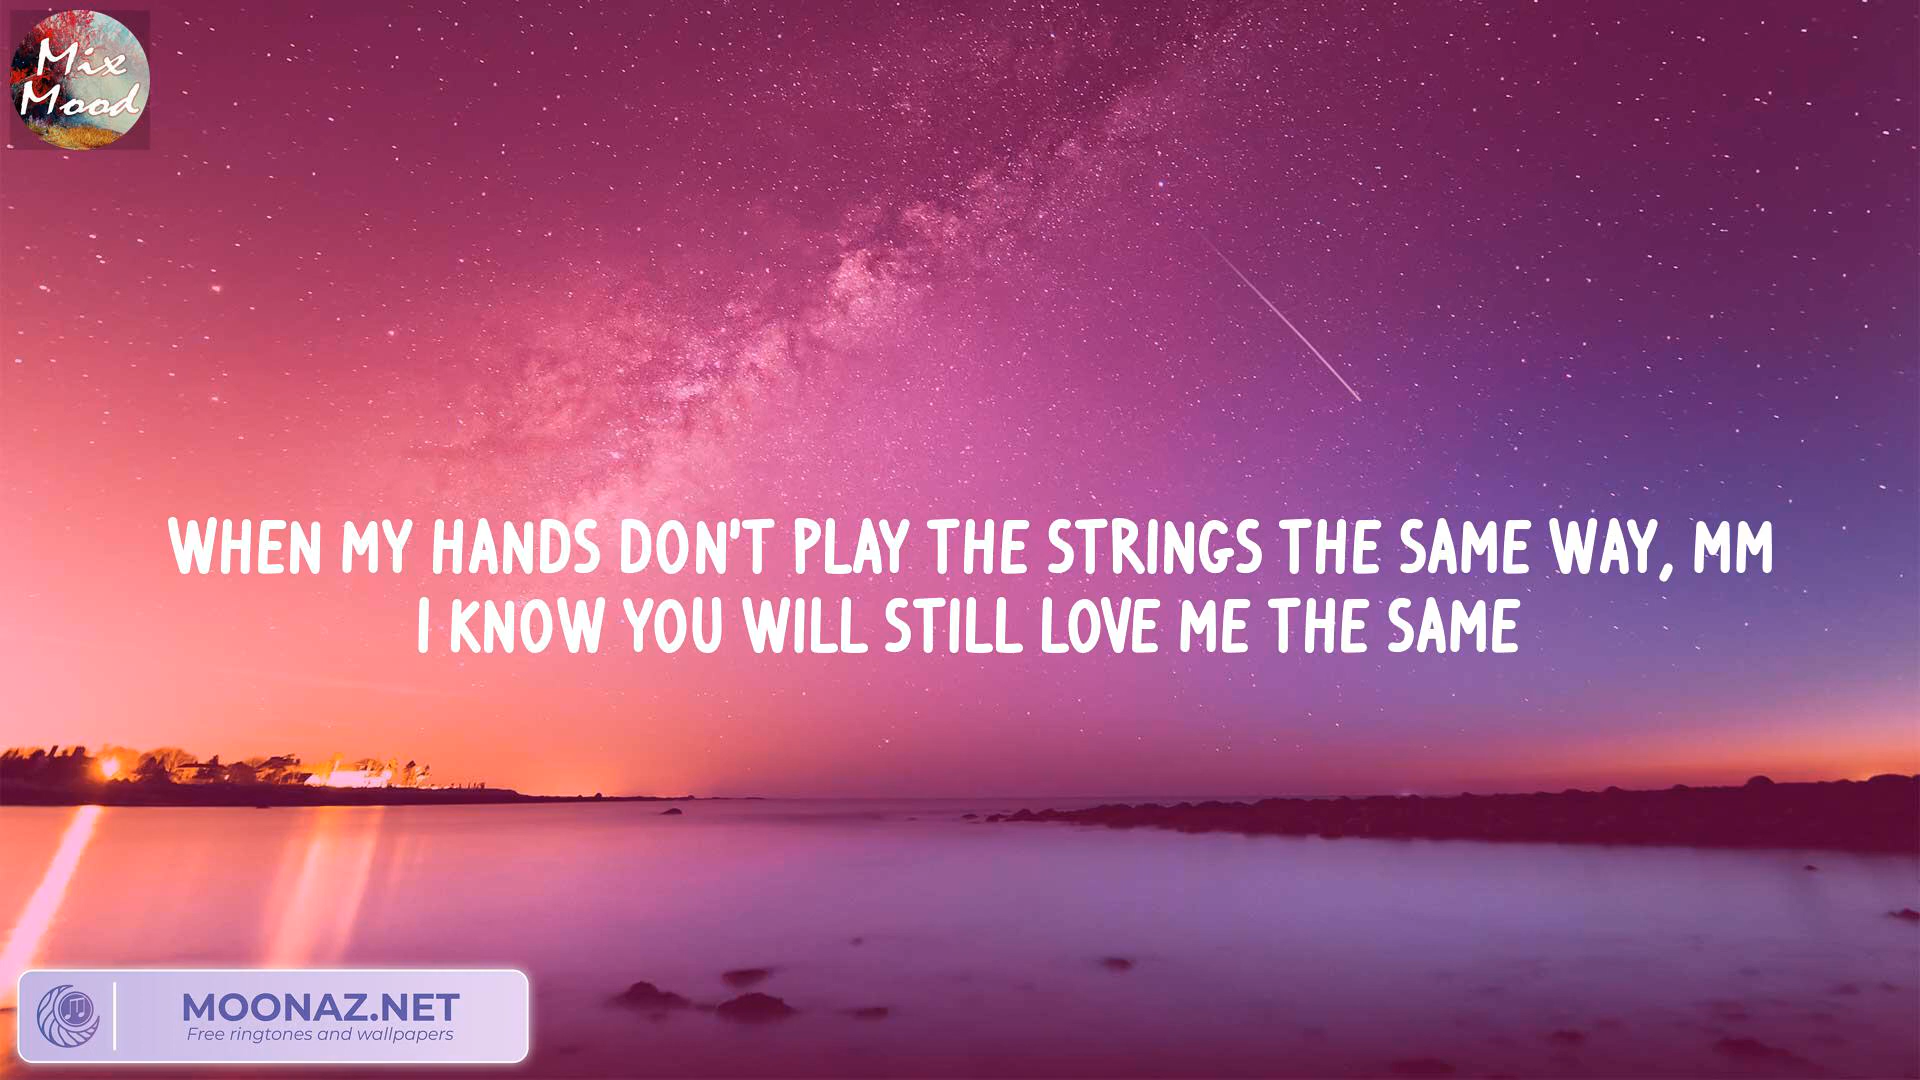 Mix
Mood
WHEN MY HANDS DON'T PLAY THE STRINGS THE SAME WAY, MM
I KNOW YOU WILL STILL LOVE ME THE SAME
MOONAZ.NET
Free ringtones and wallpapers